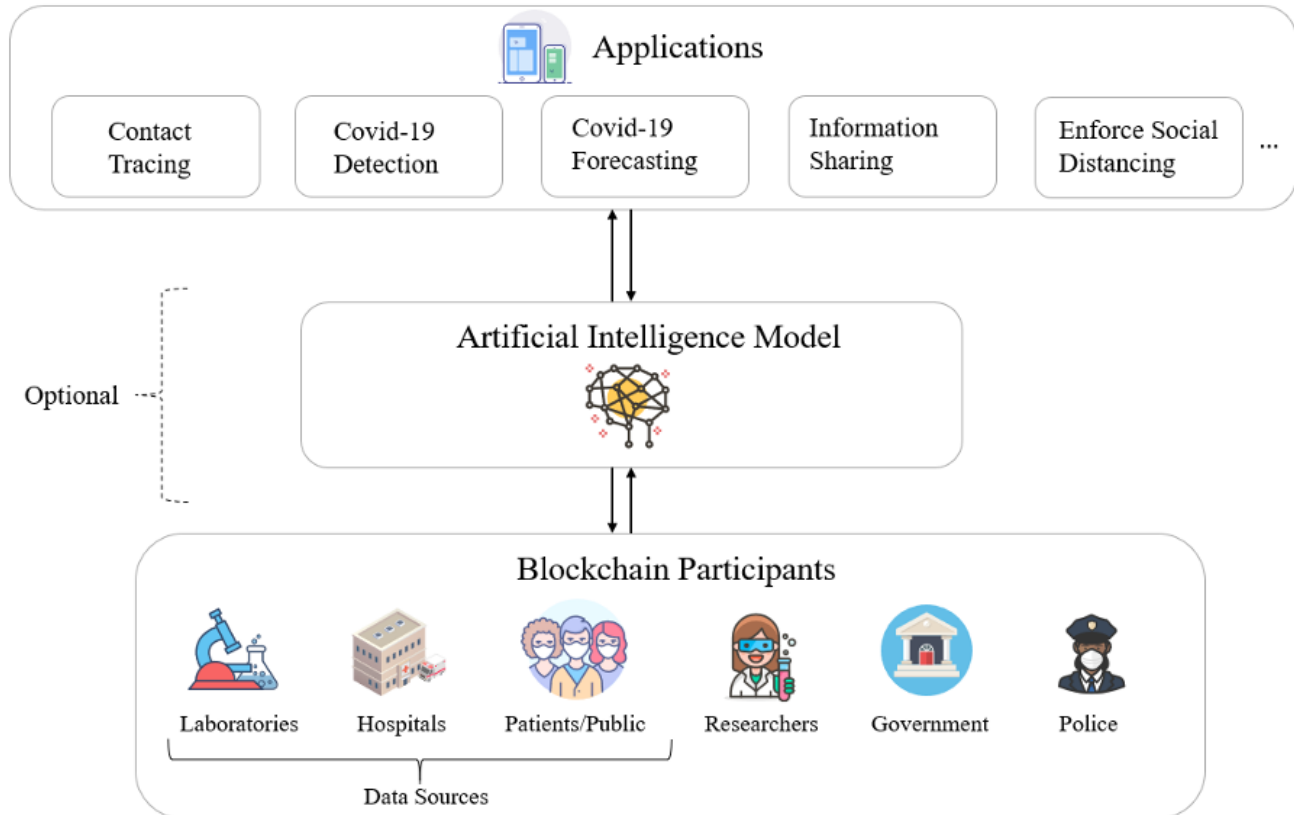 Applications
Contact
Tracing
Covid-19
Detection
Covid-19
Forecasting
Information
Sharing
Enforce Social
Distancing
...
Optional
Artificial Intelligence Model
Blockchain Participants
Laboratories
Hospitals
Patients/Public
Researchers
Government
Police
Data Sources